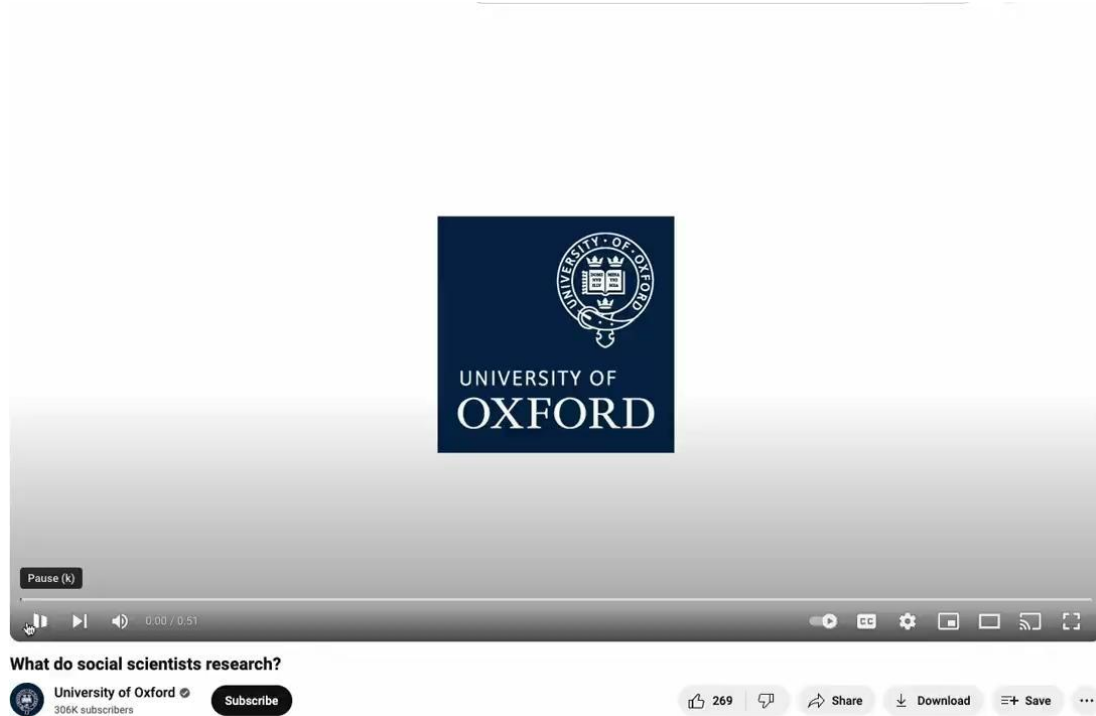 UNIVERSITY · OF · OXFORD
UNIVERSITY OF
OXFORD
Pause (k)
0:00 / 0:51
CC
What do social scientists research?
University of Oxford
306K subscribers
Subscribe
269
Share
Download
Save